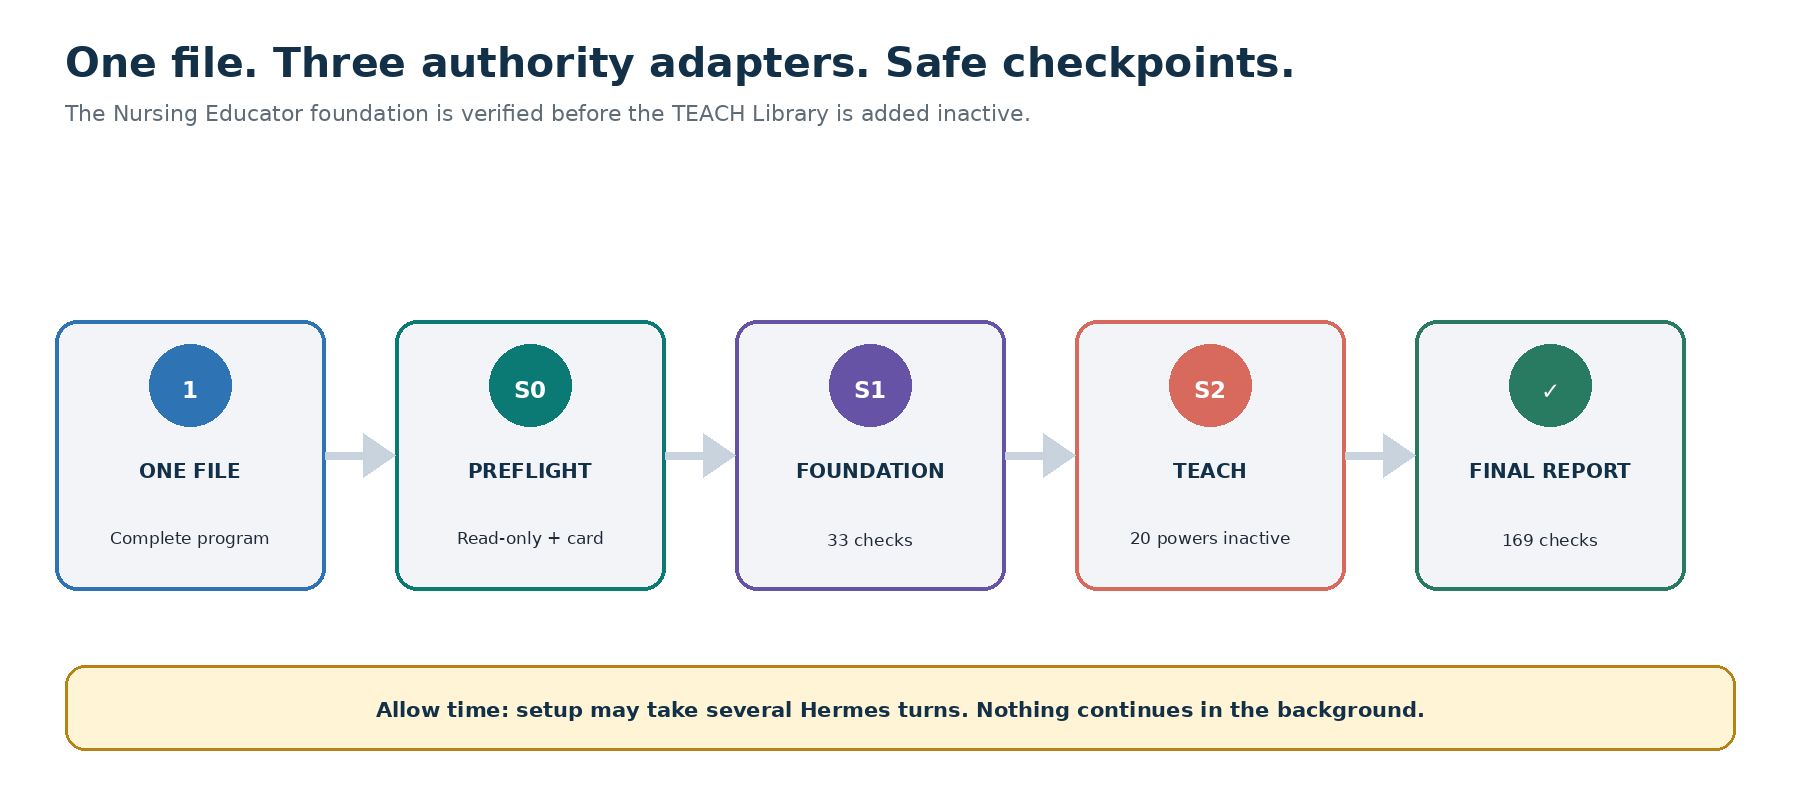 One file. Three authority adapters. Safe checkpoints.
The Nursing Educator foundation is verified before the TEACH Library is added inactive.
1
ONE FILE
Complete program
S0
PREFLIGHT
Read-only + card
S1
FOUNDATION
33 checks
S2
TEACH
20 powers inactive
✓
FINAL REPORT
169 checks
Allow time: setup may take several Hermes turns. Nothing continues in the background.